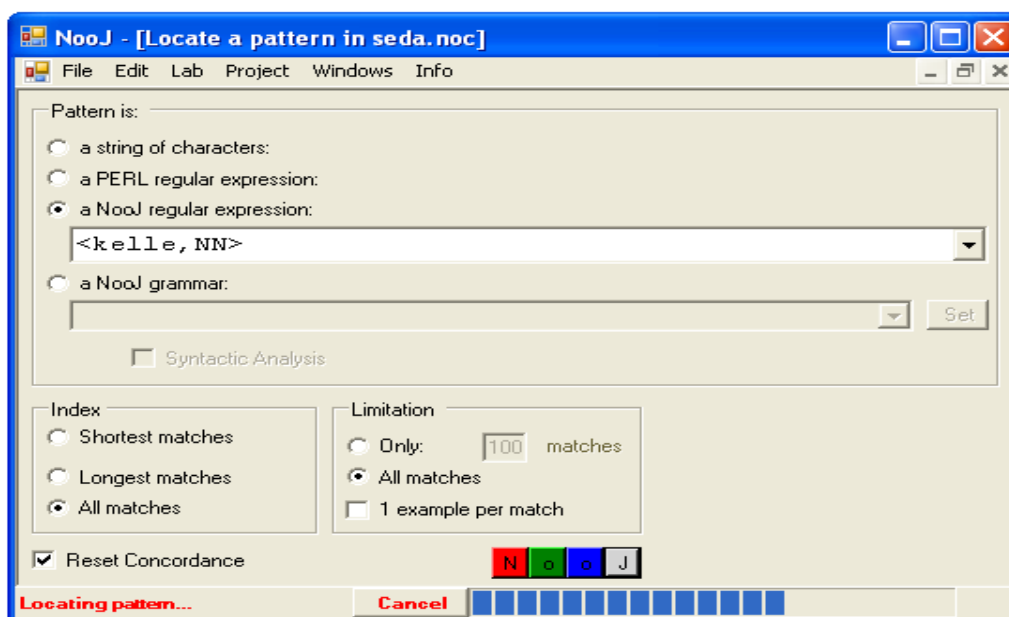 NooJ - [Locate a pattern in seda.noc]
File Edit Lab Project Windows Info
Pattern is:
a string of characters:
a PERL regular expression:
a NooJ regular expression:
<kelle,NN>
a NooJ grammar:
Set
Syntactic Analysis
Index
Shortest matches
Longest matches
All matches
Limitation
Only: 100 matches
All matches
1 example per match
Reset Concordance
N o o J
Locating pattern... Cancel